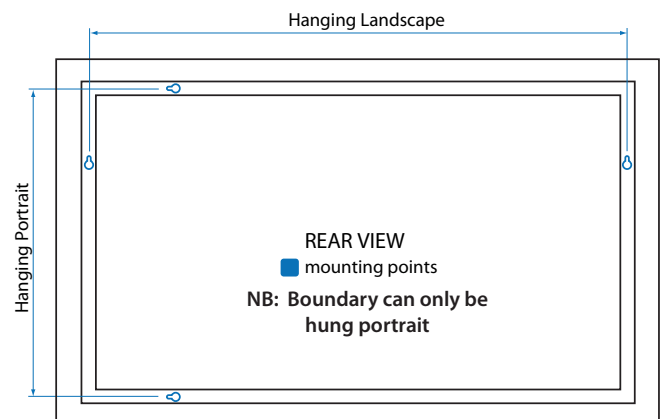 Hanging Landscape
Hanging Portrait
REAR VIEW
mounting points
NB: Boundary can only be
hung portrait